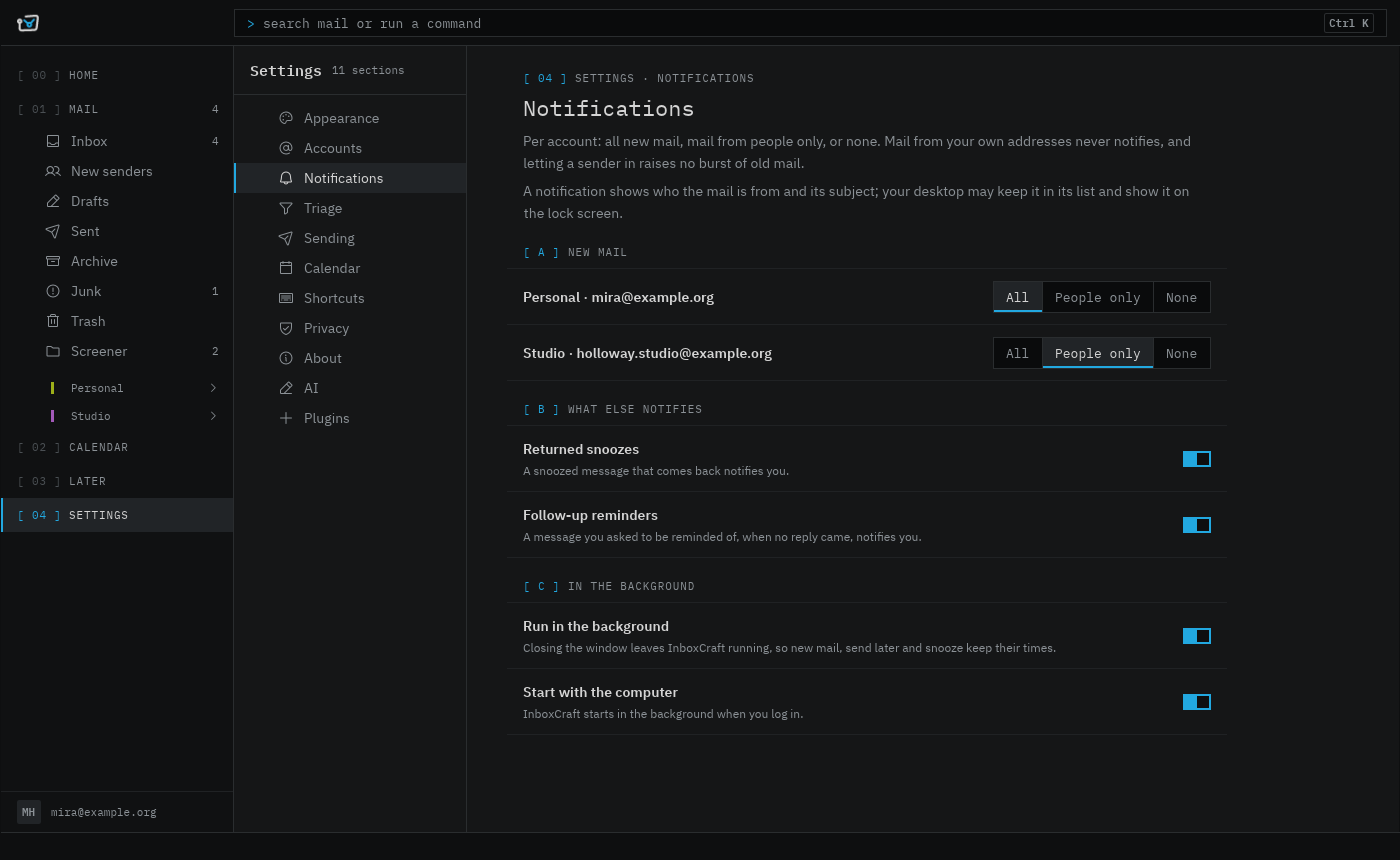 > search mail or run a command
Ctrl K
[ 00 ] HOME
[ 01 ] MAIL 4
Inbox 4
New senders
Drafts
Sent
Archive
Junk 1
Trash
Screener 2
Personal
Studio
[ 02 ] CALENDAR
[ 03 ] LATER
[ 04 ] SETTINGS
MH mira@example.org
Settings 11 sections
Appearance
Accounts
Notifications
Triage
Sending
Calendar
Shortcuts
Privacy
About
AI
Plugins
[ 04 ] SETTINGS · NOTIFICATIONS
Notifications
Per account: all new mail, mail from people only, or none. Mail from your own addresses never notifies, and
letting a sender in raises no burst of old mail.
A notification shows who the mail is from and its subject; your desktop may keep it in its list and show it on
the lock screen.
[ A ] NEW MAIL
Personal · mira@example.org All People only None
Studio · holloway.studio@example.org All People only None
[ B ] WHAT ELSE NOTIFIES
Returned snoozes
A snoozed message that comes back notifies you.
Follow-up reminders
A message you asked to be reminded of, when no reply came, notifies you.
[ C ] IN THE BACKGROUND
Run in the background
Closing the window leaves InboxCraft running, so new mail, send later and snooze keep their times.
Start with the computer
InboxCraft starts in the background when you log in.